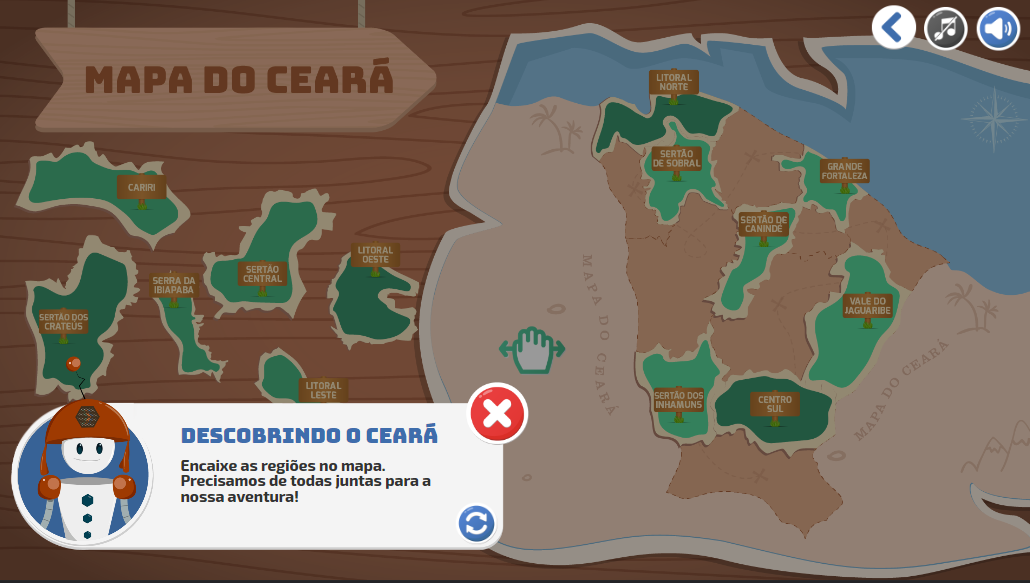 MAPA DO CEARÁ
LITORAL
NORTE
SERTÃO
DE SOBRAL
GRANDE
FORTALEZA
CARIRI
SERTÃO DE
CANINDÉ
LITORAL
OESTE
SERTÃO
CENTRAL
SERRA DA
IBIAPABA
SERTÃO DOS
CRATEÚS
VALE DO
JAGUARIBE
MAPA DO CEARÁ
MAPA DO CEARÁ
LITORAL
LESTE
SERTÃO DOS
INHAMUNS
CENTRO
SUL
DESCOBRINDO O CEARÁ
Encaixe as regiões no mapa.
Precisamos de todas juntas para a
nossa aventura!